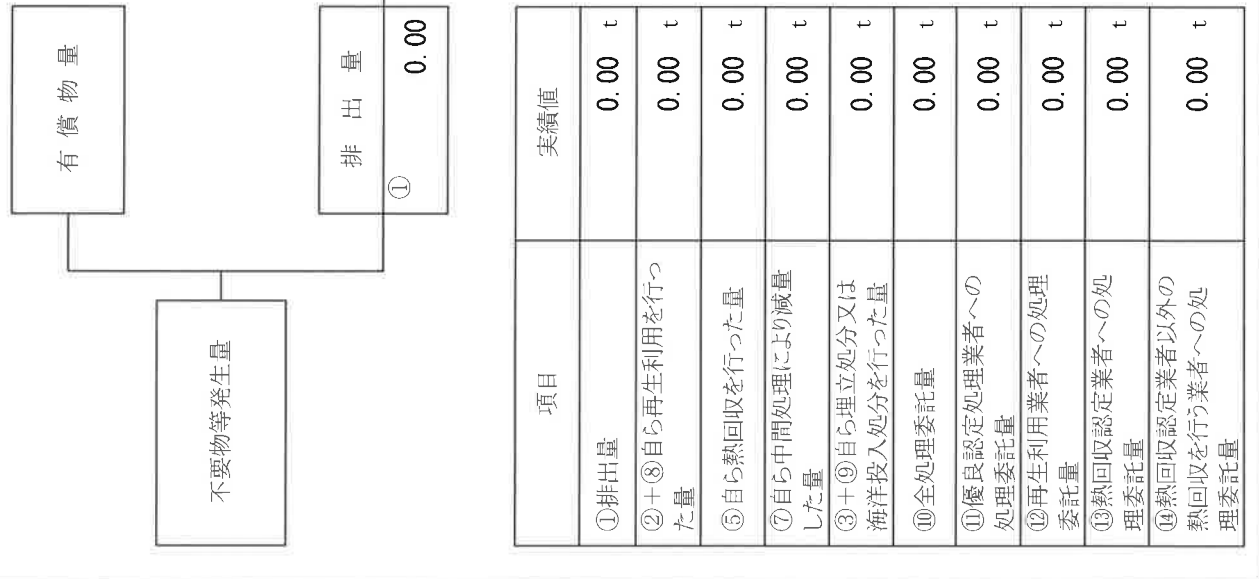 有償物量
不要物等発生量
排出量
①
0.00
項目
実績値
①排出量
0.00 t
②+⑧自ら再生利用を行っ
た量
0.00 t
⑤自ら熱回収を行った量
0.00 t
⑦自ら中間処理により減量
した量
0.00 t
③+⑨自ら埋立処分又は
海洋投入処分を行った量
0.00 t
⑩全処理委託量
0.00 t
⑪優良認定処理業者への
処理委託量
0.00 t
⑫再生利用業者への処理
委託量
0.00 t
⑬熱回収認定業者への処
理委託量
0.00 t
⑭熱回収認定業者以外の
熱回収を行う業者への処
理委託量
0.00 t